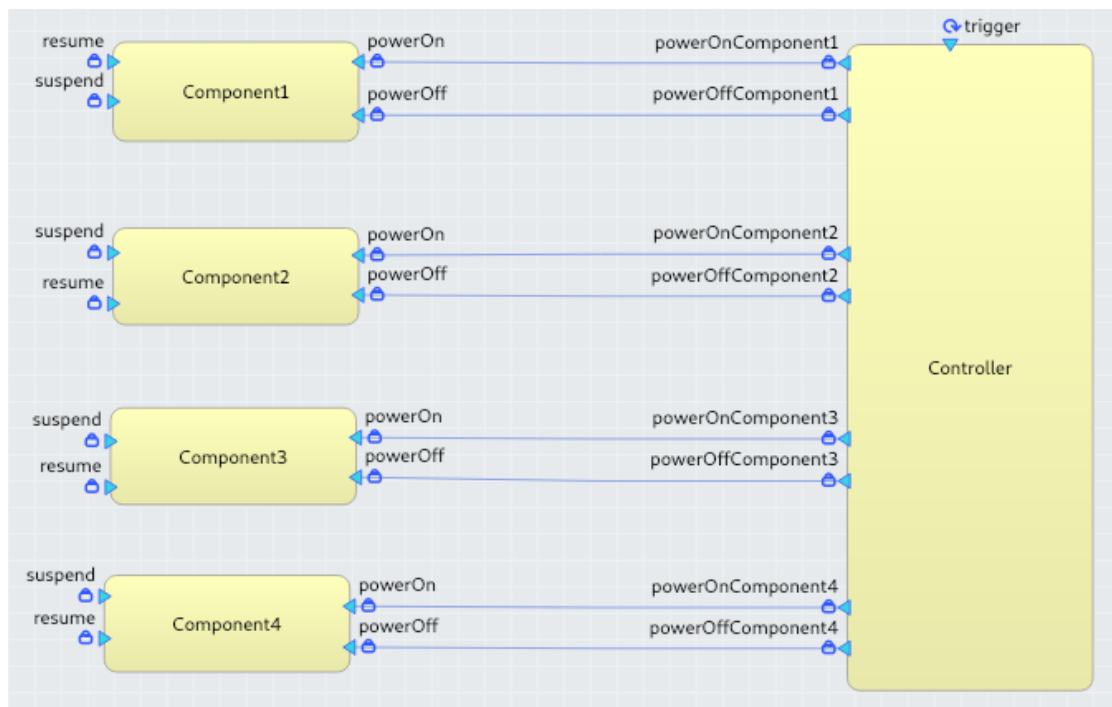 trigger
resume
powerOn
powerOnComponent1
suspend
Component1
powerOff
powerOffComponent1
suspend
powerOn
powerOnComponent2
resume
Component2
powerOff
powerOffComponent2
Controller
suspend
powerOn
powerOnComponent3
resume
Component3
powerOff
powerOffComponent3
suspend
powerOn
powerOnComponent4
resume
Component4
powerOff
powerOffComponent4